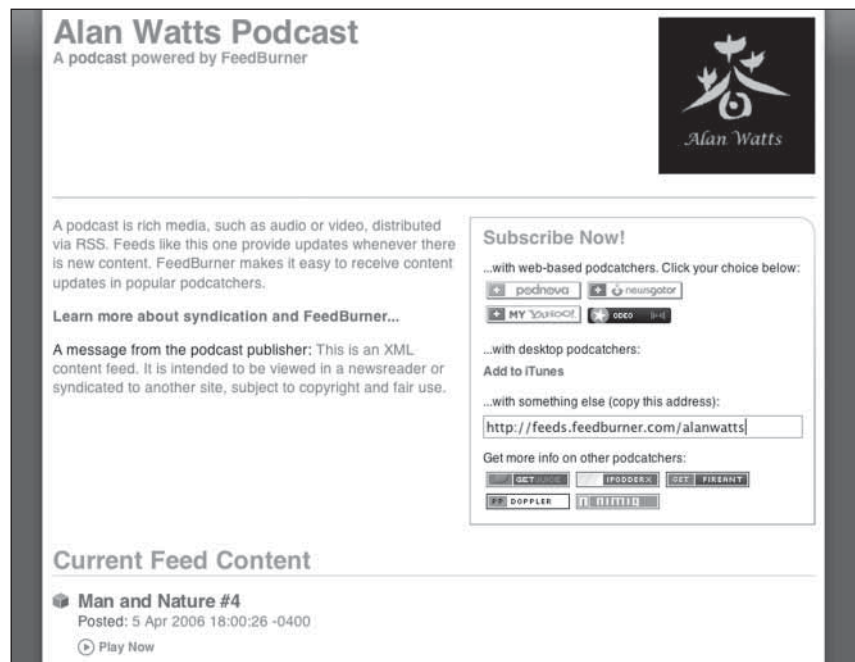 Alan Watts Podcast
A podcast powered by FeedBurner
Alan Watts
A podcast is rich media, such as audio or video, distributed
via RSS. Feeds like this one provide updates whenever there
is new content. FeedBurner makes it easy to receive content
updates in popular podcatchers.
Learn more about syndication and FeedBurner...
A message from the podcast publisher: This is an XML
content feed. It is intended to be viewed in a newsreader or
syndicated to another site, subject to copyright and fair use.
Subscribe Now!
...with web-based podcatchers. Click your choice below:
+ podnova + newsgator
+ MY YAHOO! ODEO
...with desktop podcatchers:
Add to iTunes
...with something else (copy this address):
http://feeds.feedburner.com/alanwatts
Get more info on other podcatchers:
GET IPODDERX GET FIREANT
DOPPLER nimiq
Current Feed Content
Man and Nature #4
Posted: 5 Apr 2006 18:00:26 -0400
Play Now